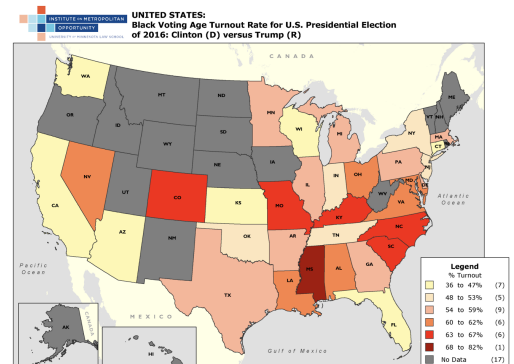 INSTITUTE ON METROPOLITAN
OPPORTUNITY
UNIVERSITY OF MINNESOTA LAW SCHOOL
UNITED STATES:
Black Voting Age Turnout Rate for U.S. Presidential Election
of 2016: Clinton (D) versus Trump (R)
CANADA
WA
MT
ND
MN
ME
OR
ID
SD
WI
MI
VT NH
NY
MA
CT
WY
IA
PA
NJ
NE
NV
UT
IL
IN
OH
MD
DE
CO
WV
VA
CA
KS
MO
KY
Atlantic
Ocean
NC
TN
AZ
NM
OK
AR
SC
MS
AL
GA
Pacific
Ocean
TX
LA
FL
MEXICO
Gulf of Mexico
AK
CANADA
HI
Legend
% Turnout
36 to 47% (7)
48 to 53% (5)
54 to 59% (9)
60 to 62% (6)
63 to 67% (6)
68 to 82% (1)
No Data (17)